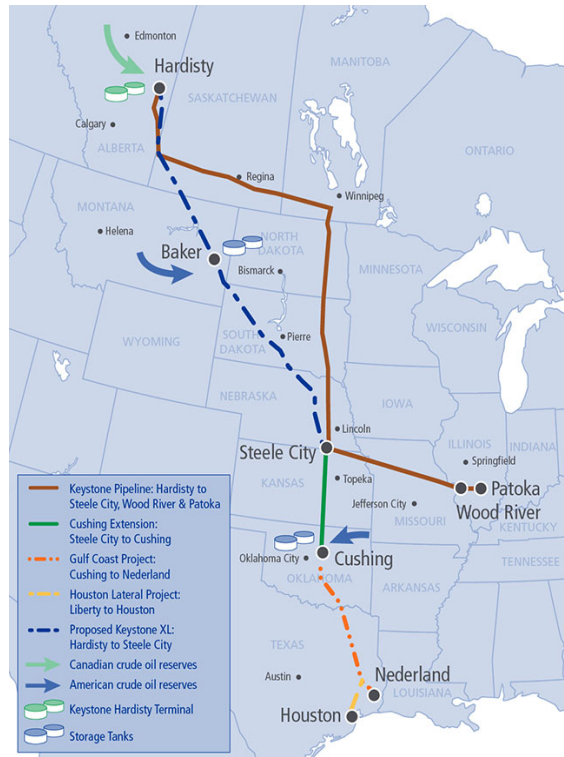 Edmonton
Hardisty
MANITOBA
SASKATCHEWAN
Calgary
ALBERTA
ONTARIO
Regina
Winnipeg
MONTANA
Helena
Baker
NORTH
DAKOTA
Bismarck
MINNESOTA
WISCONSIN
WYOMING
SOUTH
DAKOTA
Pierre
NEBRASKA
IOWA
Lincoln
Steele City
ILLINOIS
INDIANA
Springfield
KANSAS
Topeka
Patoka
Jefferson City
Wood River
MISSOURI
KENTUCKY
Oklahoma City
Cushing
TENNESSEE
OKLAHOMA
ARKANSAS
TEXAS
Austin
Nederland
LOUISIANA
Houston
Keystone Pipeline: Hardisty to
Steele City, Wood River & Patoka
Cushing Extension:
Steele City to Cushing
Gulf Coast Project:
Cushing to Nederland
Houston Lateral Project:
Liberty to Houston
Proposed Keystone XL:
Hardisty to Steele City
Canadian crude oil reserves
American crude oil reserves
Keystone Hardisty Terminal
Storage Tanks